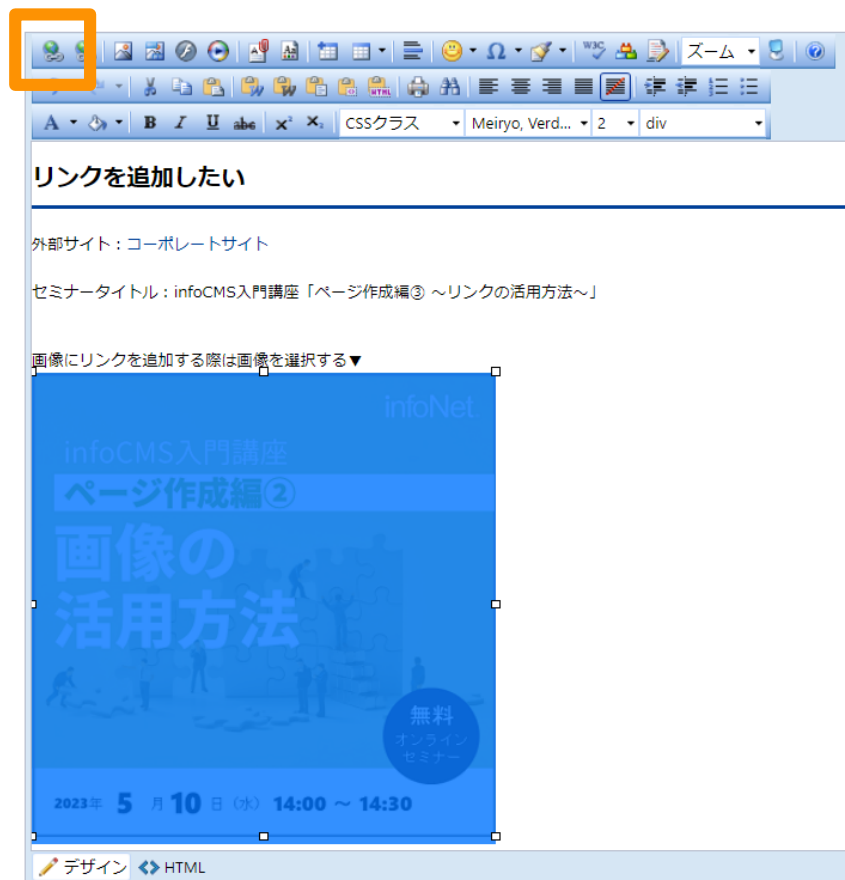 W3C ズーム
HTML
A B I U abc x² X₂ CSSクラス Meiryo, Verd... 2 div
リンクを追加したい
外部サイト：コーポレートサイト
セミナータイトル：infoCMS入門講座「ページ作成編③ ～リンクの活用方法～」
画像にリンクを追加する際は画像を選択する▼
infoNet
infoCMS入門講座
ページ作成編②
画像の
活用方法
無料
オンライン
セミナー
2023年 5 月 10 日（水） 14:00 ～ 14:30
デザイン HTML